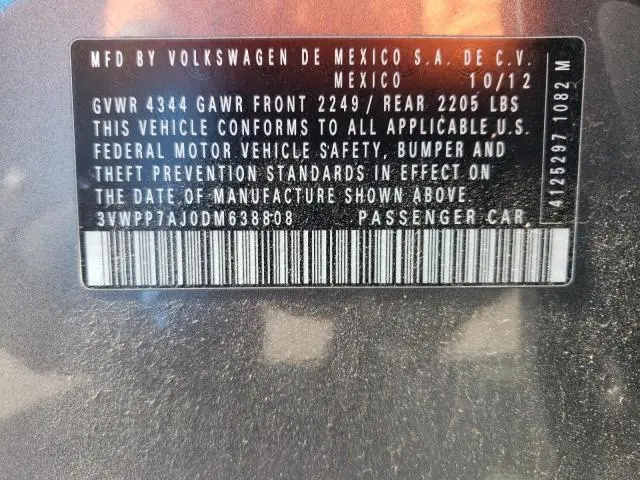 MFD BY VOLKSWAGEN DE MEXICO S.A. DE C.V.
MEXICO 10/12
GVWR 4344 GAWR FRONT 2249 / REAR 2205 LBS
THIS VEHICLE CONFORMS TO ALL APPLICABLE U.S.
FEDERAL MOTOR VEHICLE SAFETY, BUMPER AND
THEFT PREVENTION STANDARDS IN EFFECT ON
THE DATE OF MANUFACTURE SHOWN ABOVE.
3VWPP7AJ0DM638808 PASSENGER CAR
4125297 1082 M